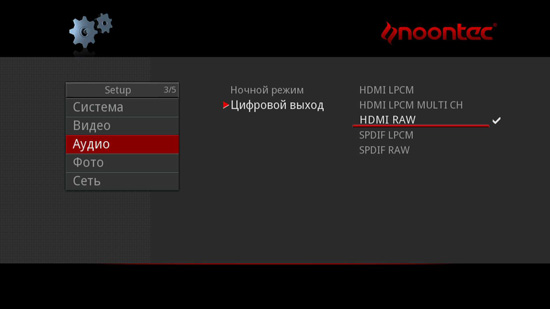 noontec
Setup 3/5
Система
Видео
Аудио
Фото
Сеть
Ночной режим
Цифровой выход
HDMI LPCM
HDMI LPCM MULTI CH
HDMI RAW
SPDIF LPCM
SPDIF RAW